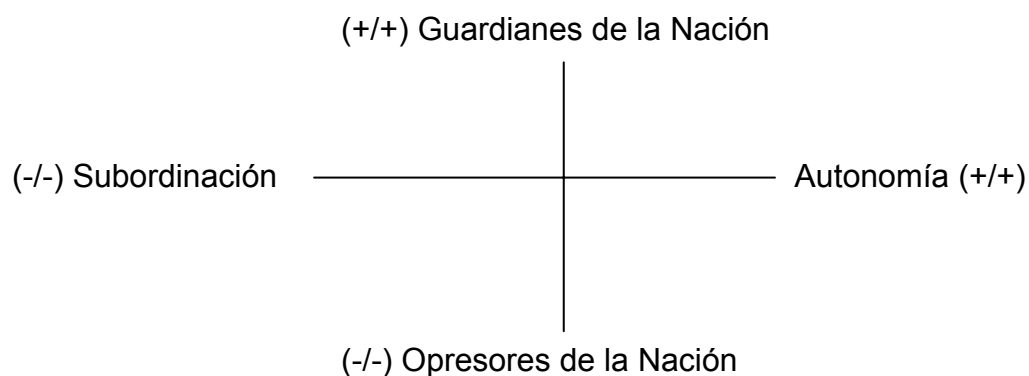 (+/+) Guardianes de la Nación
(-/-) Subordinación
Autonomía (+/+)
(-/-) Opresores de la Nación